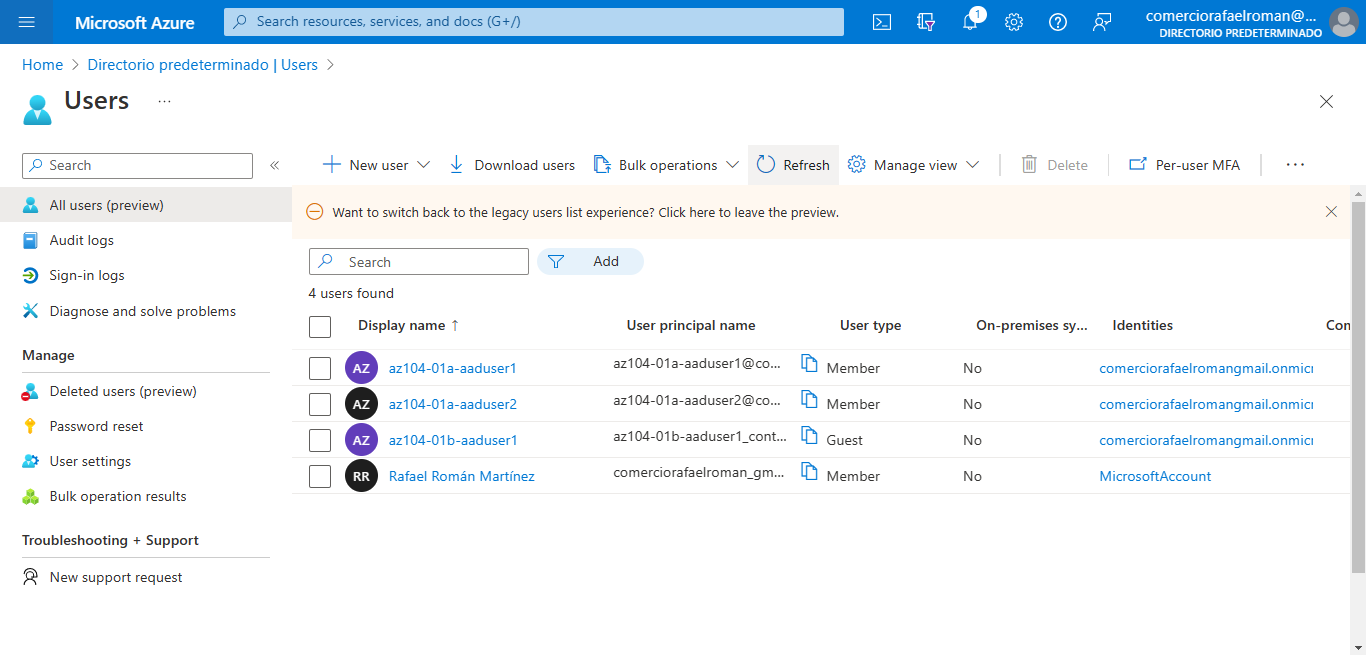 Microsoft Azure
Search resources, services, and docs (G+/)
1
comerciorafaelroman@...
DIRECTORIO PREDETERMINADO
Home > Directorio predeterminado | Users >
Users ...
Search
«
New user
Download users
Bulk operations
Refresh
Manage view
Delete
Per-user MFA
...
All users (preview)
Audit logs
Sign-in logs
Diagnose and solve problems
Manage
Deleted users (preview)
Password reset
User settings
Bulk operation results
Troubleshooting + Support
New support request
Want to switch back to the legacy users list experience? Click here to leave the preview.
Search
Add
4 users found
Display name ↑ User principal name User type On-premises sy... Identities Con
AZ az104-01a-aaduser1 az104-01a-aaduser1@co... Member No comerciorafaelromangmail.onmicr
AZ az104-01a-aaduser2 az104-01a-aaduser2@co... Member No comerciorafaelromangmail.onmicr
AZ az104-01b-aaduser1 az104-01b-aaduser1_cont... Guest No comerciorafaelromangmail.onmicr
RR Rafael Román Martínez comerciorafaelroman_gm... Member No MicrosoftAccount